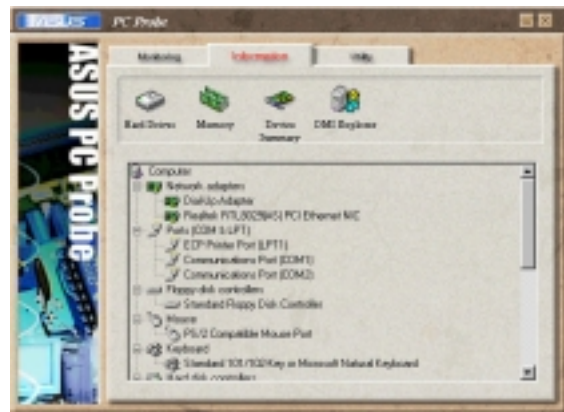 ASUS PC Probe
Monitoring Information Utility
ASUS PC Probe
Hard Drives Memory Device Summary DMI Explorer
Computer
Network adapters
Dial-Up Adapter
Realtek RTL8029(AS) PCI Ethernet NIC
Ports (COM & LPT)
ECP Printer Port (LPT1)
Communications Port (COM1)
Communications Port (COM2)
Floppy disk controllers
Standard Floppy Disk Controller
Mouse
PS/2 Compatible Mouse Port
Keyboard
Standard 101/102-Key or Microsoft Natural Keyboard
Hard disk controllers